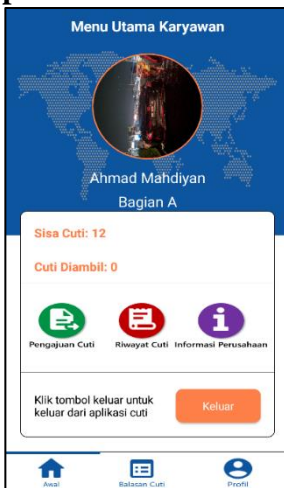 Menu Utama Karyawan
Ahmad Mahdiyan
Bagian A
Sisa Cuti: 12
Cuti Diambil: 0
Pengajuan Cuti
Riwayat Cuti
Informasi Perusahaan
Klik tombol keluar untuk
keluar dari aplikasi cuti
Keluar
Awal
Balasan Cuti
Profil